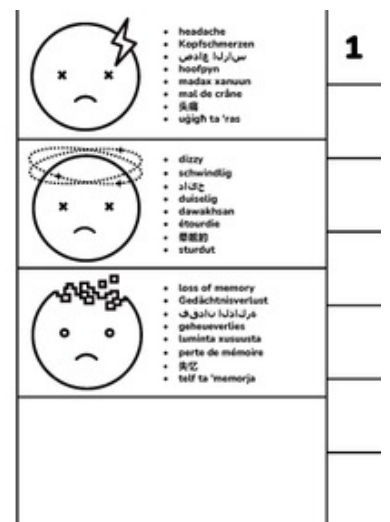 • headache
• Kopfschmerzen
• hoofpyn
• madax xanuun
• mal de crâne
• 头痛
• uġigħ ta 'ras
1
• dizzy
• schwindlig
• duiselig
• dawakhsan
• étourdie
• sturdut
• loss of memory
• Gedächtnisverlust
• geheueverlies
• luminta xusuusta
• perte de mémoire
• 失忆
• telf ta 'memorja